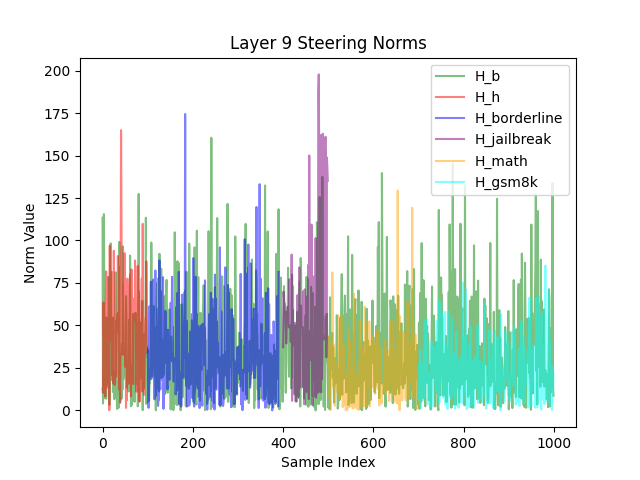 Layer 9 Steering Norms
200
175
150
125
100
75
50
25
0
Norm Value
0
200
400
600
800
1000
Sample Index
H_b
H_h
H_borderline
H_jailbreak
H_math
H_gsm8k